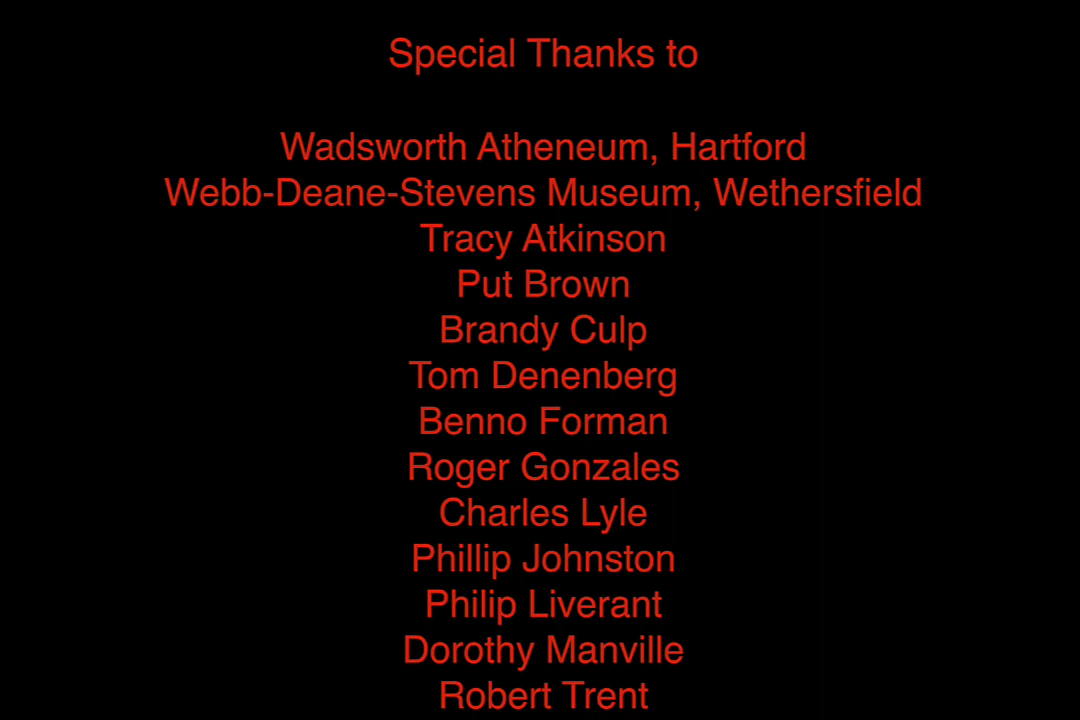 Special Thanks to
Wadsworth Atheneum, Hartford
Webb-Deane-Stevens Museum, Wethersfield
Tracy Atkinson
Put Brown
Brandy Culp
Tom Denenberg
Benno Forman
Roger Gonzales
Charles Lyle
Phillip Johnston
Philip Liverant
Dorothy Manville
Robert Trent